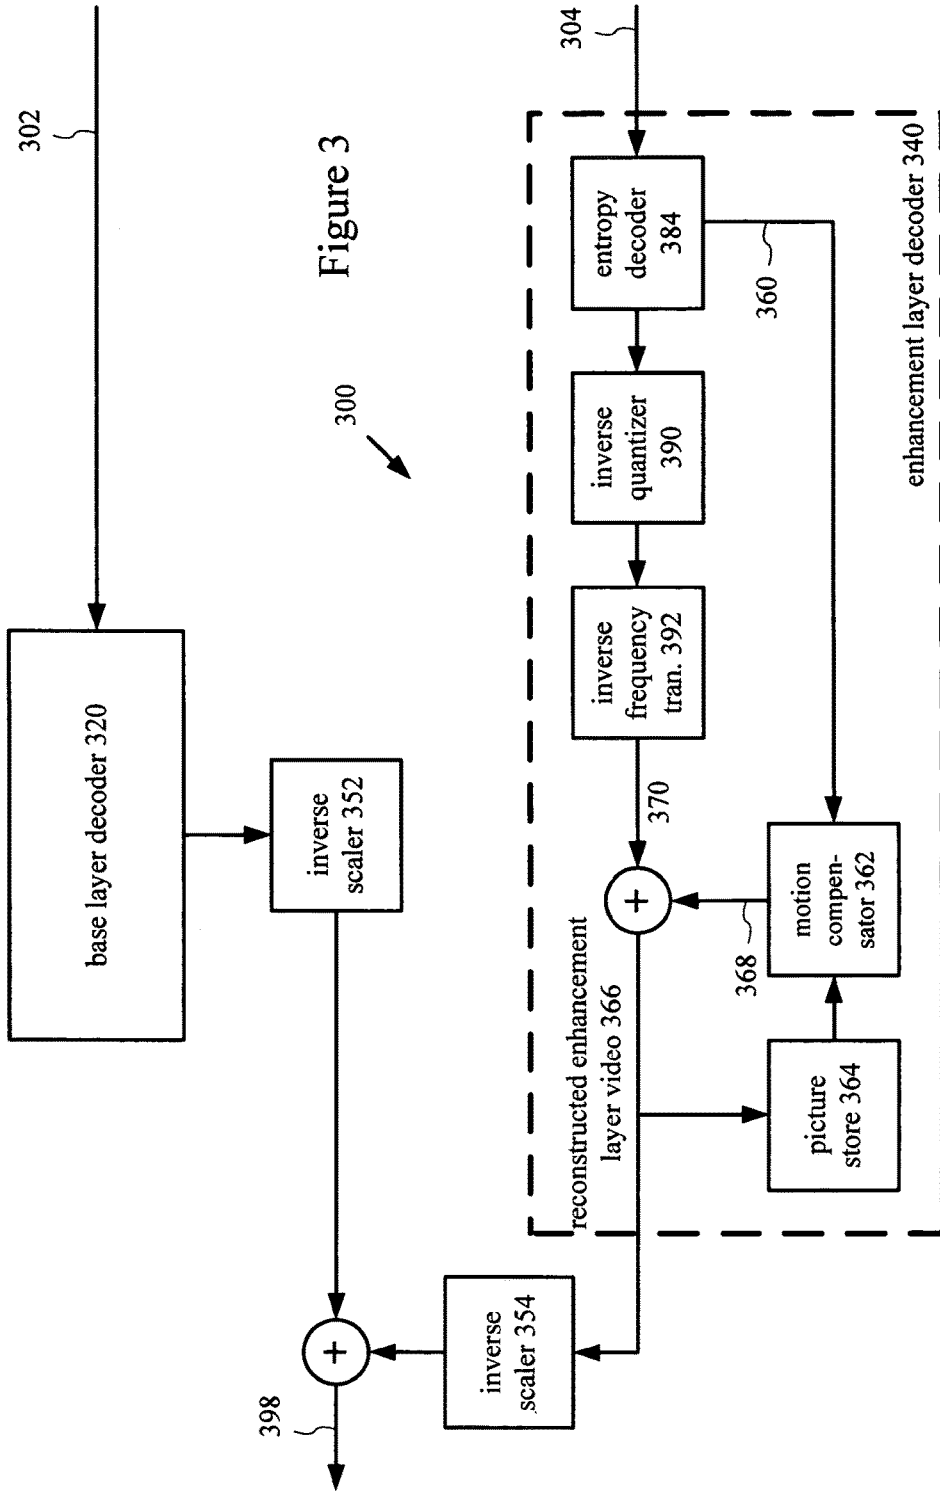 302
base layer decoder 320
inverse
scaler 352
Figure 3
300
304
entropy
decoder
384
inverse
quantizer
390
inverse
frequency
tran. 392
370
360
reconstructed enhancement
layer video 366
368
motion
compen-
sator 362
picture
store 364
enhancement layer decoder 340
inverse
scaler 354
398
+
+